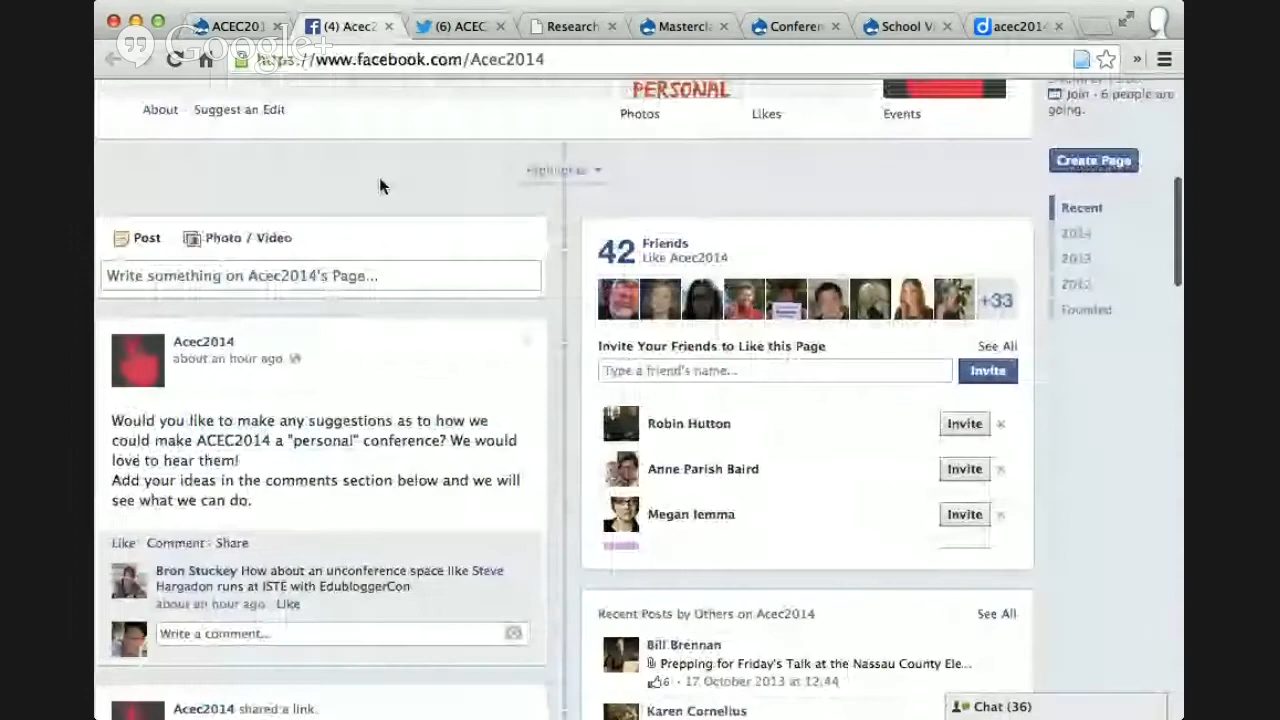 ACEC201
(4) Acec2
(6) ACEC
Research
Mastercla
Conferen
School V
acec2014
Google+
https://www.facebook.com/Acec2014
PERSONAL
About
Suggest an Edit
Photos
Likes
Events
Join · 6 people are
going.
Create Page
Recent
2014
2013
2012
Founded
Post
Photo / Video
Write something on Acec2014's Page...
42 Friends
Like Acec2014
+33
Invite Your Friends to Like this Page
See All
Type a friend's name...
Invite
Robin Hutton
Invite
Anne Parish Baird
Invite
Megan Iemma
Invite
Acec2014
about an hour ago
Would you like to make any suggestions as to how we
could make ACEC2014 a "personal" conference? We would
love to hear them!
Add your ideas in the comments section below and we will
see what we can do.
Like · Comment · Share
Bron Stuckey How about an unconference space like Steve
Hargadon runs at ISTE with EdubloggerCon
about an hour ago · Like
Write a comment...
Acec2014 shared a link.
Recent Posts by Others on Acec2014
See All
Bill Brennan
Prepping for Friday's Talk at the Nassau County Ele...
6 · 17 October 2013 at 12:44
Karen Cornelius
Chat (36)